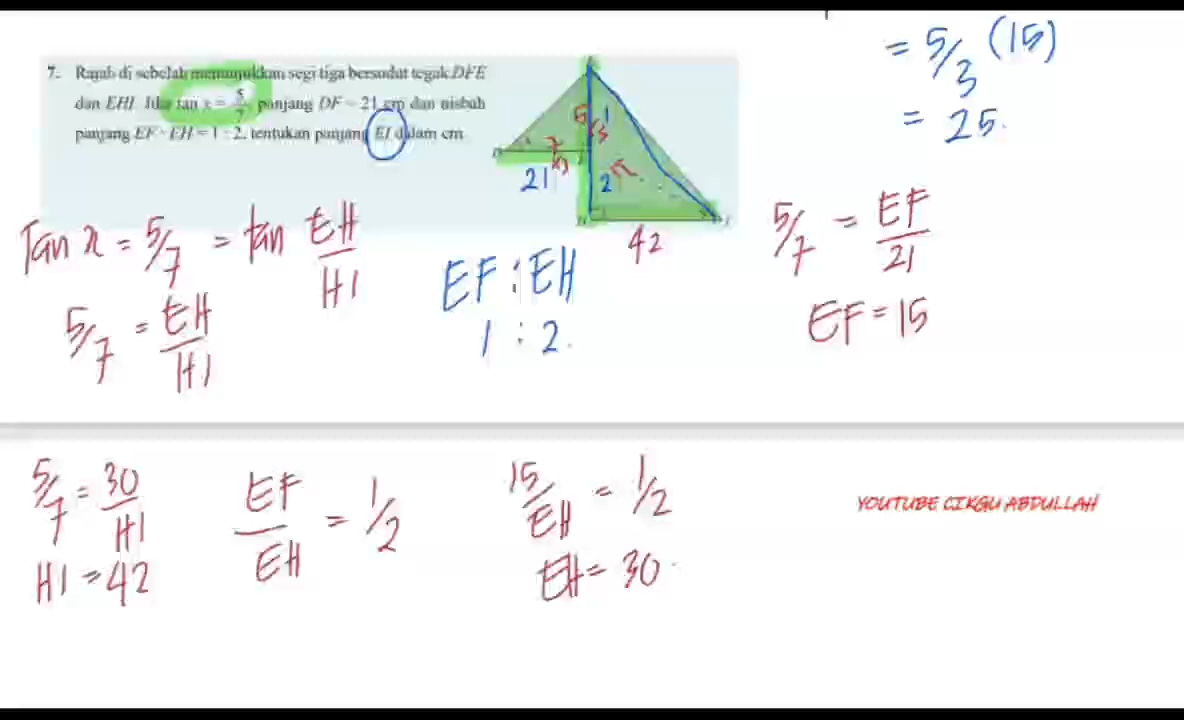 = 5/3 (15)
= 25.
7. Rajah di sebelah menunjukkan segi tiga bersudut tegak DFE
dan EHI. Jika tan x = 5/7, panjang DF = 21 cm dan nisbah
panjang EF : EH = 1 : 2, tentukan panjang EI dalam cm.
5
1
7
21
2
42
Tan x = 5/7 = tan EH/HI
5/7 = EH/HI
EF : EH
1 : 2.
5/7 = EF/21
EF = 15
5/7 = 30/HI
HI = 42
EF/EH = 1/2
15/EH = 1/2
EH = 30.
YOUTUBE CIKGU ABDULLAH